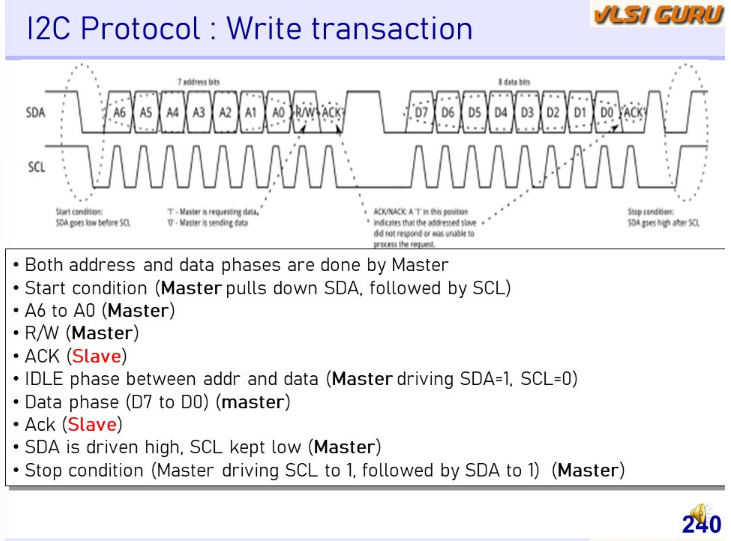 I2C Protocol : Write transaction
VLSI GURU
7 address bits
8 data bits
SDA
A6 A5 A4 A3 A2 A1 A0 R/W ACK D7 D6 D5 D4 D3 D2 D1 D0 ACK
SCL
Start condition:
SDA goes low before SCL
'1' - Master is requesting data,
'0' - Master is sending data
ACK/NACK: A '1' in this position
indicates that the addressed slave
did not respond or was unable to
process the request.
Stop condition:
SDA goes high after SCL
• Both address and data phases are done by Master
• Start condition (Master pulls down SDA, followed by SCL)
• A6 to A0 (Master)
• R/W (Master)
• ACK (Slave)
• IDLE phase between addr and data (Master driving SDA=1, SCL=0)
• Data phase (D7 to D0) (master)
• Ack (Slave)
• SDA is driven high, SCL kept low (Master)
• Stop condition (Master driving SCL to 1, followed by SDA to 1) (Master)
240